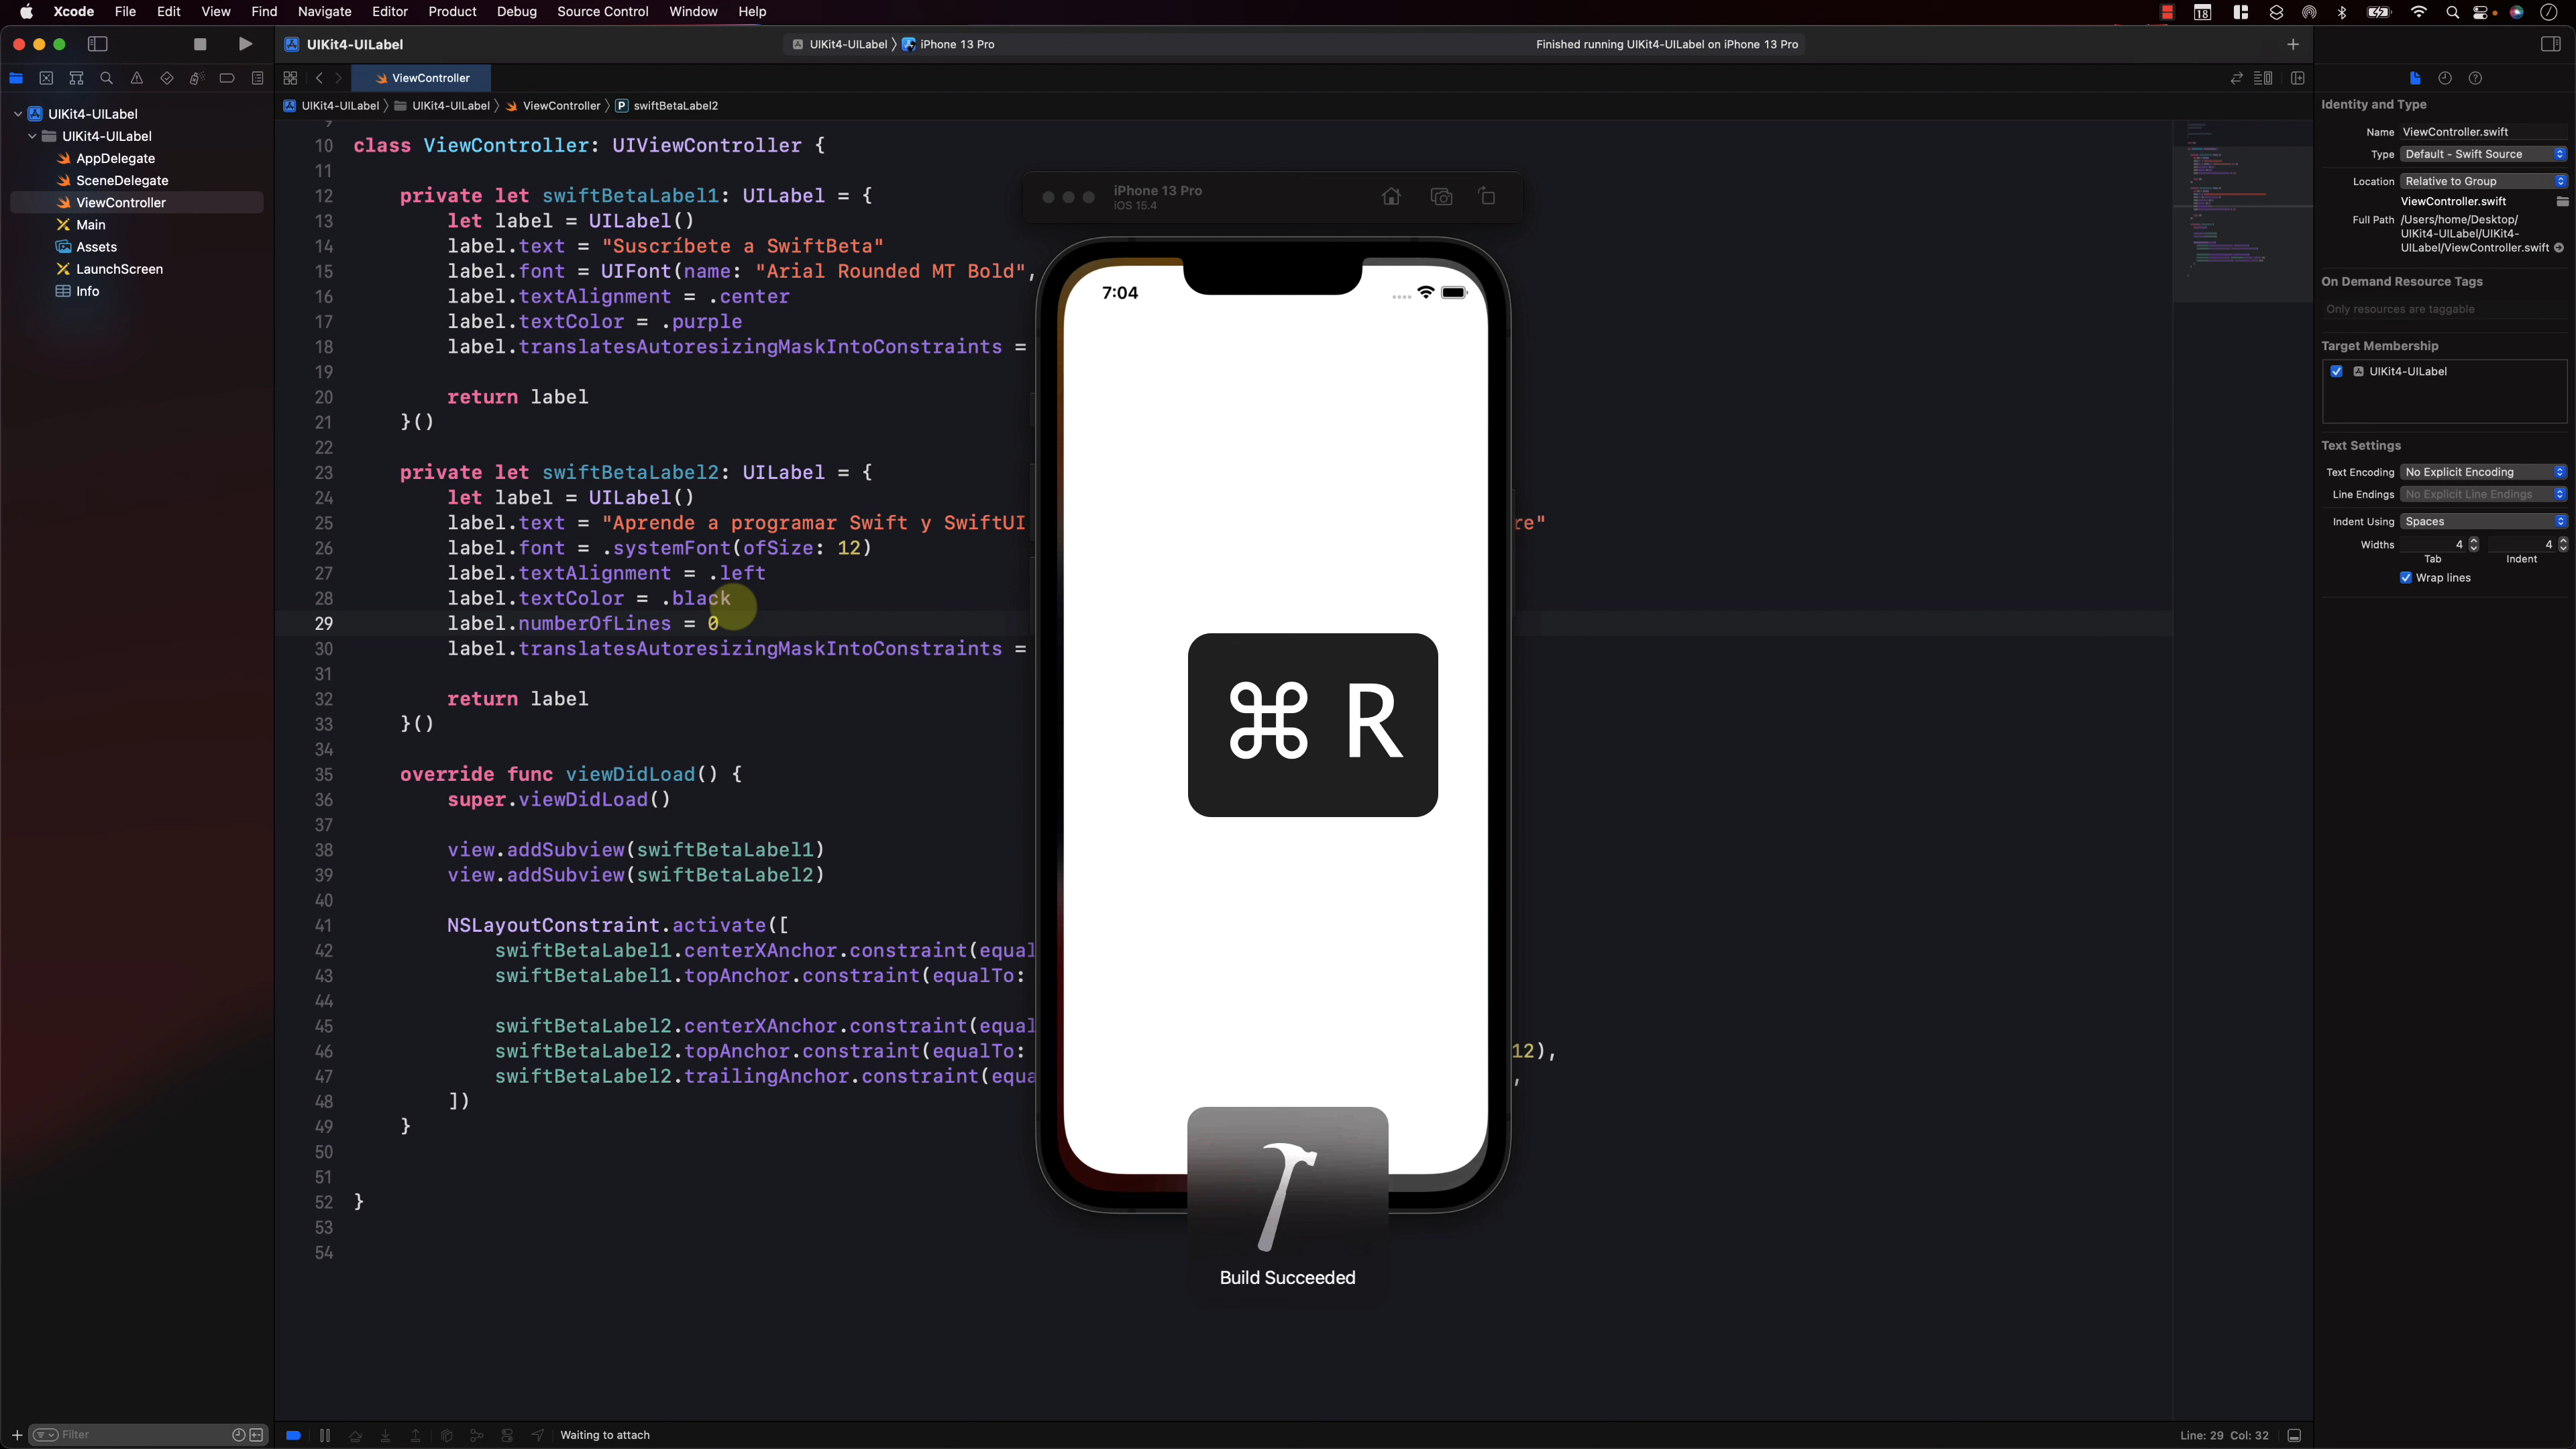 Xcode File Edit View Find Navigate Editor Product Debug Source Control Window Help
18
UIKit4-UILabel
UIKit4-UILabel iPhone 13 Pro
Finished running UIKit4-UILabel on iPhone 13 Pro
ViewController
UIKit4-UILabel UIKit4-UILabel ViewController P swiftBetaLabel2
UIKit4-UILabel
UIKit4-UILabel
AppDelegate
SceneDelegate
ViewController
Main
Assets
LaunchScreen
Info
Filter
9
10 class ViewController: UIViewController {
11
12 private let swiftBetaLabel1: UILabel = {
13 let label = UILabel()
14 label.text = "Suscríbete a SwiftBeta"
15 label.font = UIFont(name: "Arial Rounded MT Bold",
16 label.textAlignment = .center
17 label.textColor = .purple
18 label.translatesAutoresizingMaskIntoConstraints =
19
20 return label
21 }()
22
23 private let swiftBetaLabel2: UILabel = {
24 let label = UILabel()
25 label.text = "Aprende a programar Swift y SwiftUI re"
26 label.font = .systemFont(ofSize: 12)
27 label.textAlignment = .left
28 label.textColor = .black
29 label.numberOfLines = 0
30 label.translatesAutoresizingMaskIntoConstraints =
31
32 return label
33 }()
34
35 override func viewDidLoad() {
36 super.viewDidLoad()
37
38 view.addSubview(swiftBetaLabel1)
39 view.addSubview(swiftBetaLabel2)
40
41 NSLayoutConstraint.activate([
42 swiftBetaLabel1.centerXAnchor.constraint(equal
43 swiftBetaLabel1.topAnchor.constraint(equalTo:
44
45 swiftBetaLabel2.centerXAnchor.constraint(equal
46 swiftBetaLabel2.topAnchor.constraint(equalTo: 12),
47 swiftBetaLabel2.trailingAnchor.constraint(equa ,
48 ])
49 }
50
51
52 }
53
54
iPhone 13 Pro
iOS 15.4
7:04
⌘ R
Build Succeeded
Waiting to attach
Line: 29 Col: 32
Identity and Type
Name ViewController.swift
Type Default - Swift Source
Location Relative to Group
ViewController.swift
Full Path /Users/home/Desktop/
UIKit4-UILabel/UIKit4-
UILabel/ViewController.swift
On Demand Resource Tags
Only resources are taggable
Target Membership
UIKit4-UILabel
Text Settings
Text Encoding No Explicit Encoding
Line Endings No Explicit Line Endings
Indent Using Spaces
Widths 4 4
Tab Indent
Wrap lines